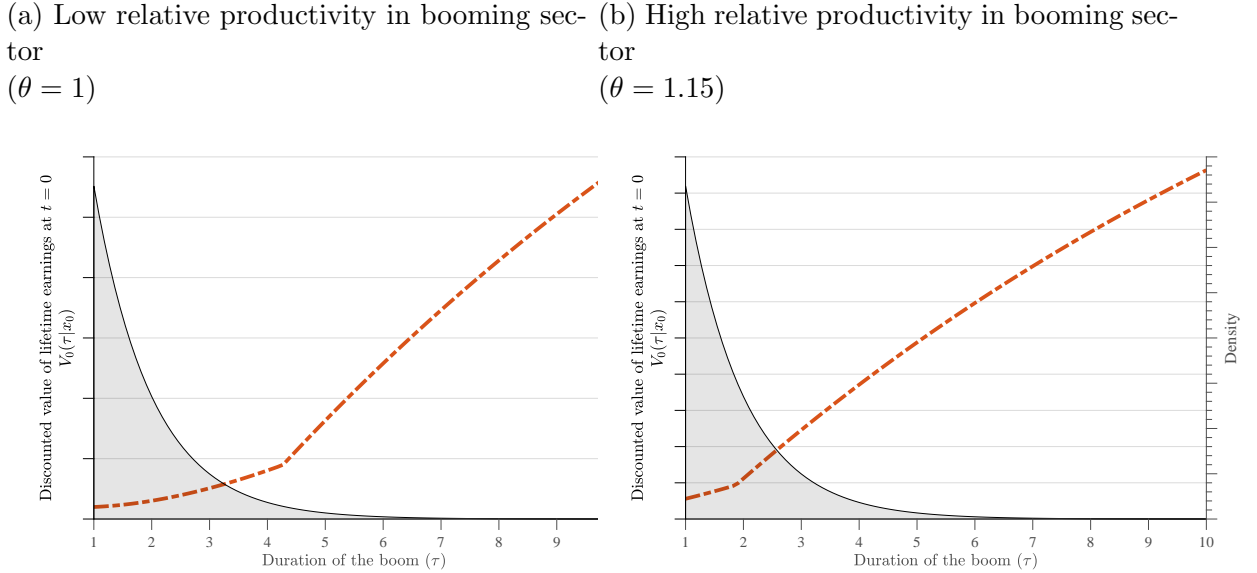 (a) Low relative productivity in booming sec-
tor
(θ = 1)
(b) High relative productivity in booming sec-
tor
(θ = 1.15)
Discounted value of lifetime earnings at t = 0
V₀(τ|x₀)
1 2 3 4 5 6 7 8 9
Duration of the boom (τ)
Discounted value of lifetime earnings at t = 0
V₀(τ|x₀)
1 2 3 4 5 6 7 8 9 10
Duration of the boom (τ)
Density